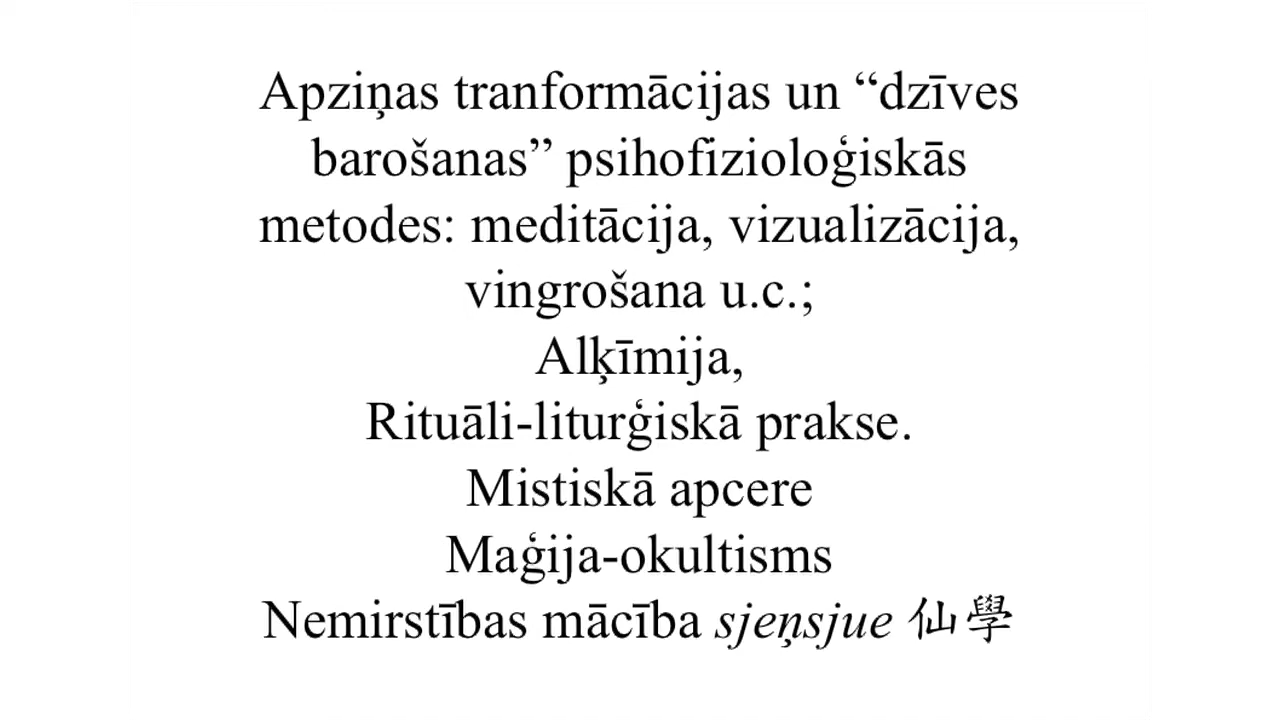 Apziņas tranformācijas un “dzīves
barošanas” psihofizioloģiskās
metodes: meditācija, vizualizācija,
vingrošana u.c.;
Alķīmija,
Rituāli-liturģiskā prakse.
Mistiskā apcere
Maģija-okultisms
Nemirstības mācība sjeņsjue 仙學